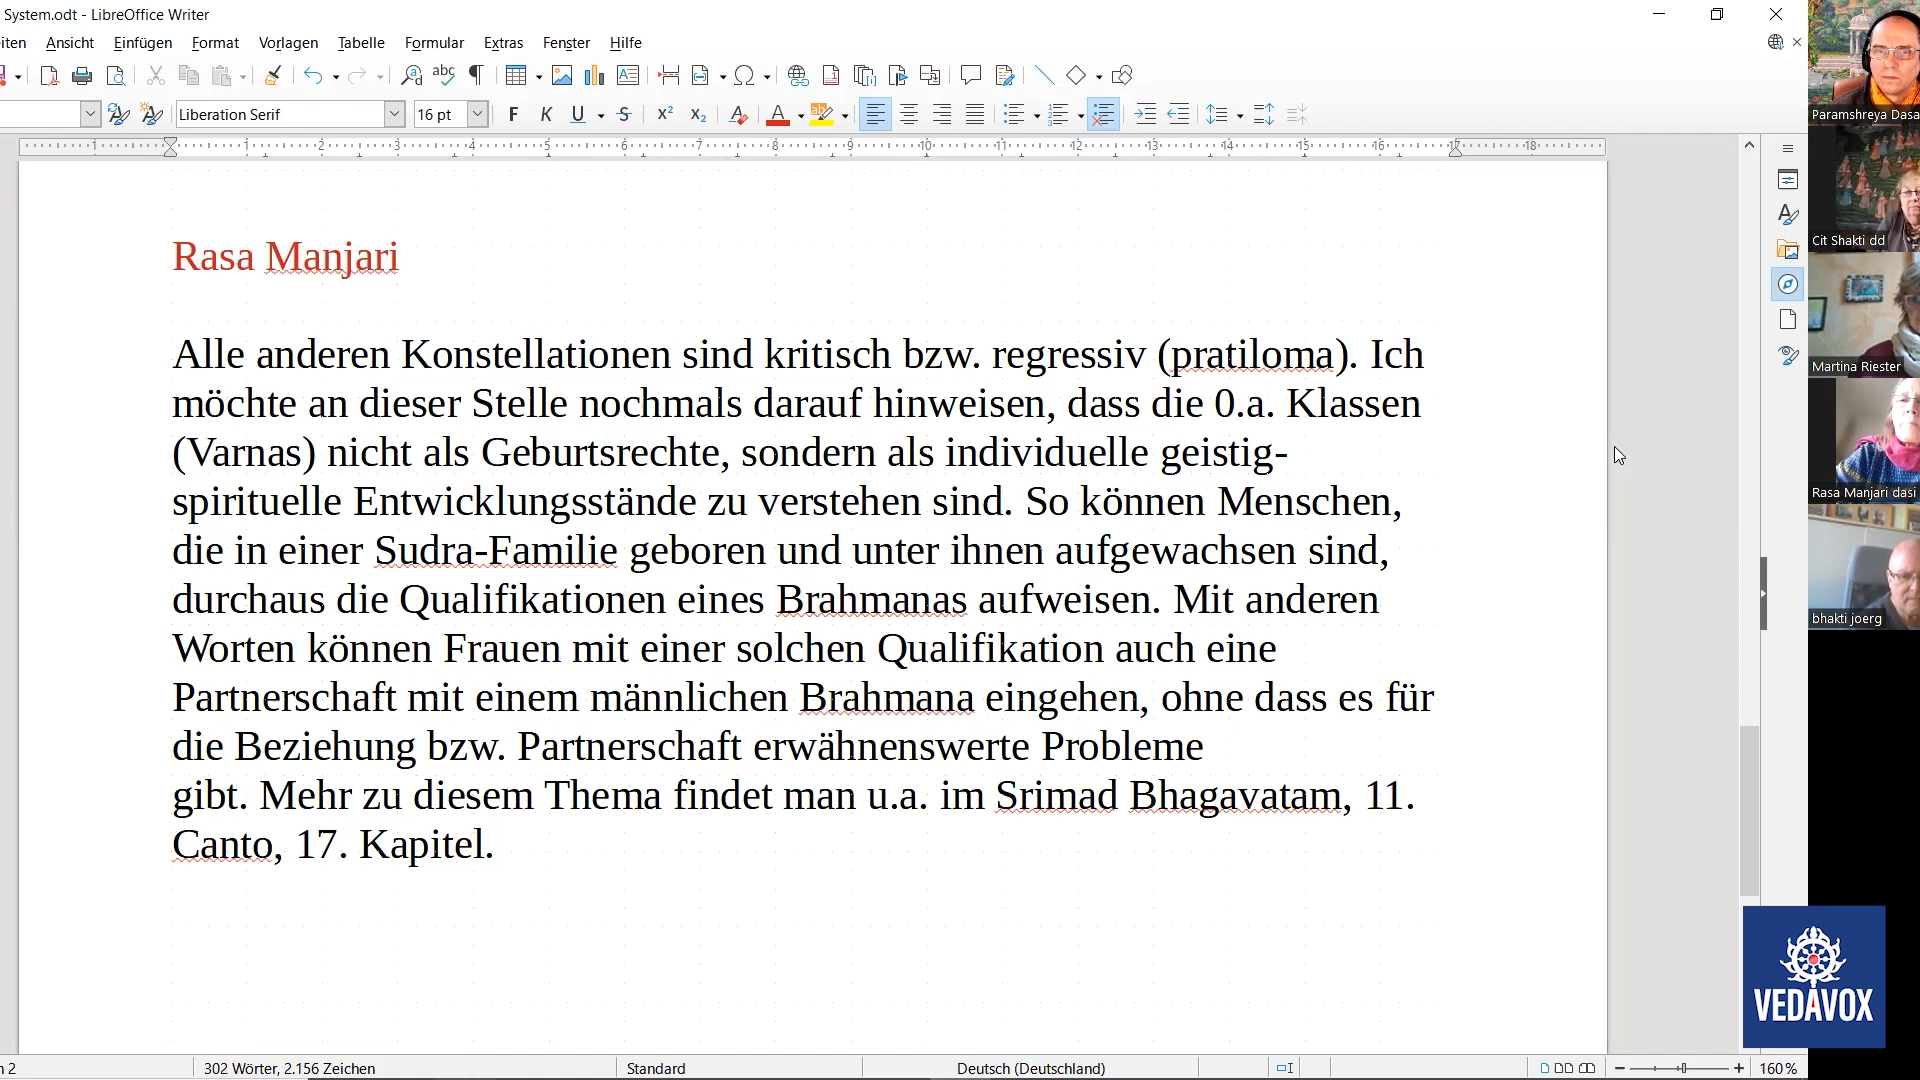 System.odt - LibreOffice Writer
iten Ansicht Einfügen Format Vorlagen Tabelle Formular Extras Fenster Hilfe
Liberation Serif 16 pt
Rasa Manjari
Alle anderen Konstellationen sind kritisch bzw. regressiv (pratiloma). Ich
möchte an dieser Stelle nochmals darauf hinweisen, dass die 0.a. Klassen
(Varnas) nicht als Geburtsrechte, sondern als individuelle geistig-
spirituelle Entwicklungsstände zu verstehen sind. So können Menschen,
die in einer Sudra-Familie geboren und unter ihnen aufgewachsen sind,
durchaus die Qualifikationen eines Brahmanas aufweisen. Mit anderen
Worten können Frauen mit einer solchen Qualifikation auch eine
Partnerschaft mit einem männlichen Brahmana eingehen, ohne dass es für
die Beziehung bzw. Partnerschaft erwähnenswerte Probleme
gibt. Mehr zu diesem Thema findet man u.a. im Srimad Bhagavatam, 11.
Canto, 17. Kapitel.
Paramshreya Dasa
Cit Shakti dd
Martina Riester
Rasa Manjari dasi
bhakti joerg
VEDAVOX
n 2 302 Wörter, 2.156 Zeichen Standard Deutsch (Deutschland) 160 %